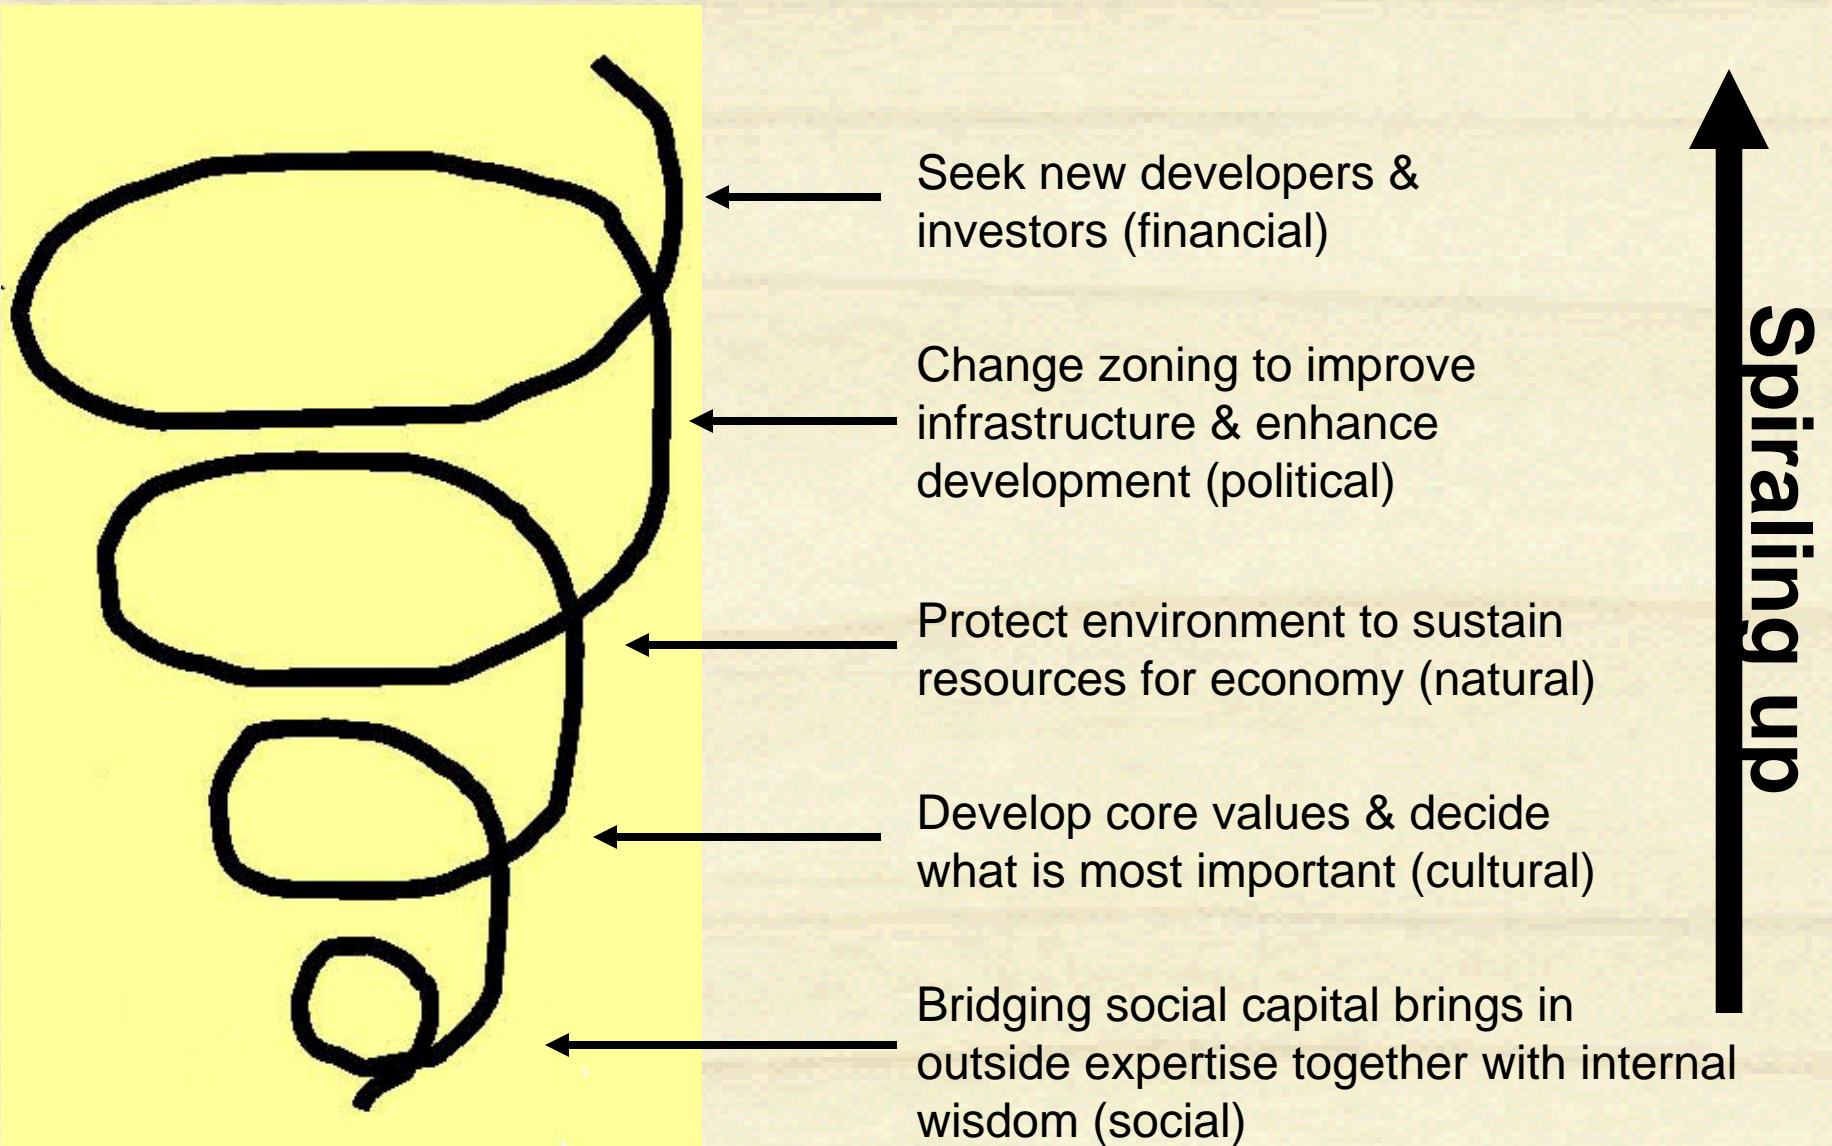 Seek new developers &
investors (financial)
Change zoning to improve
infrastructure & enhance
development (political)
Protect environment to sustain
resources for economy (natural)
Develop core values & decide
what is most important (cultural)
Bridging social capital brings in
outside expertise together with internal
wisdom (social)
Spiraling up